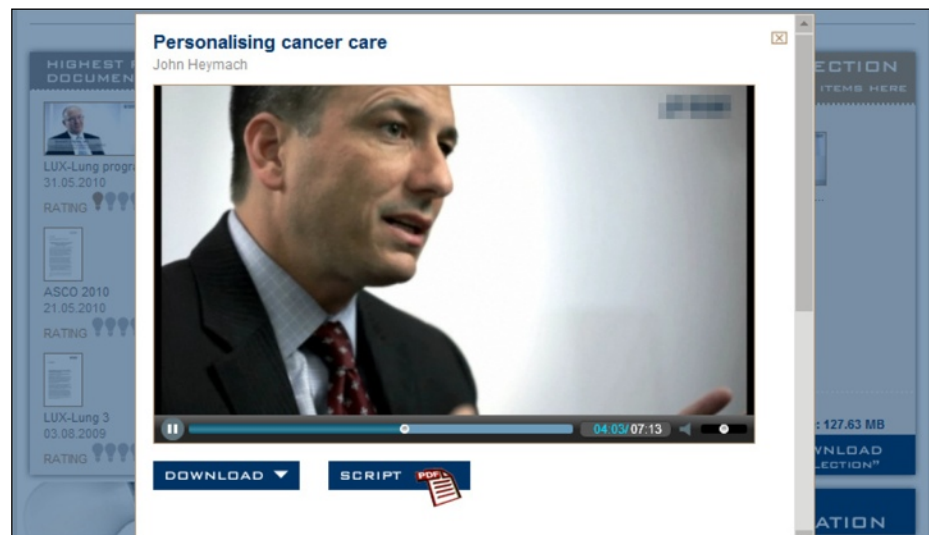 Personalising cancer care
John Heymach
HIGHEST
DOCUMEN
LUX-Lung progr
31.05.2010
RATING
ASCO 2010
21.05.2010
RATING
LUX-Lung 3
03.08.2009
RATING
04:03/07:13
DOWNLOAD
SCRIPT PDF
ECTION
ITEMS HERE
: 127.63 MB
WNLOAD
LECTION"
ATION